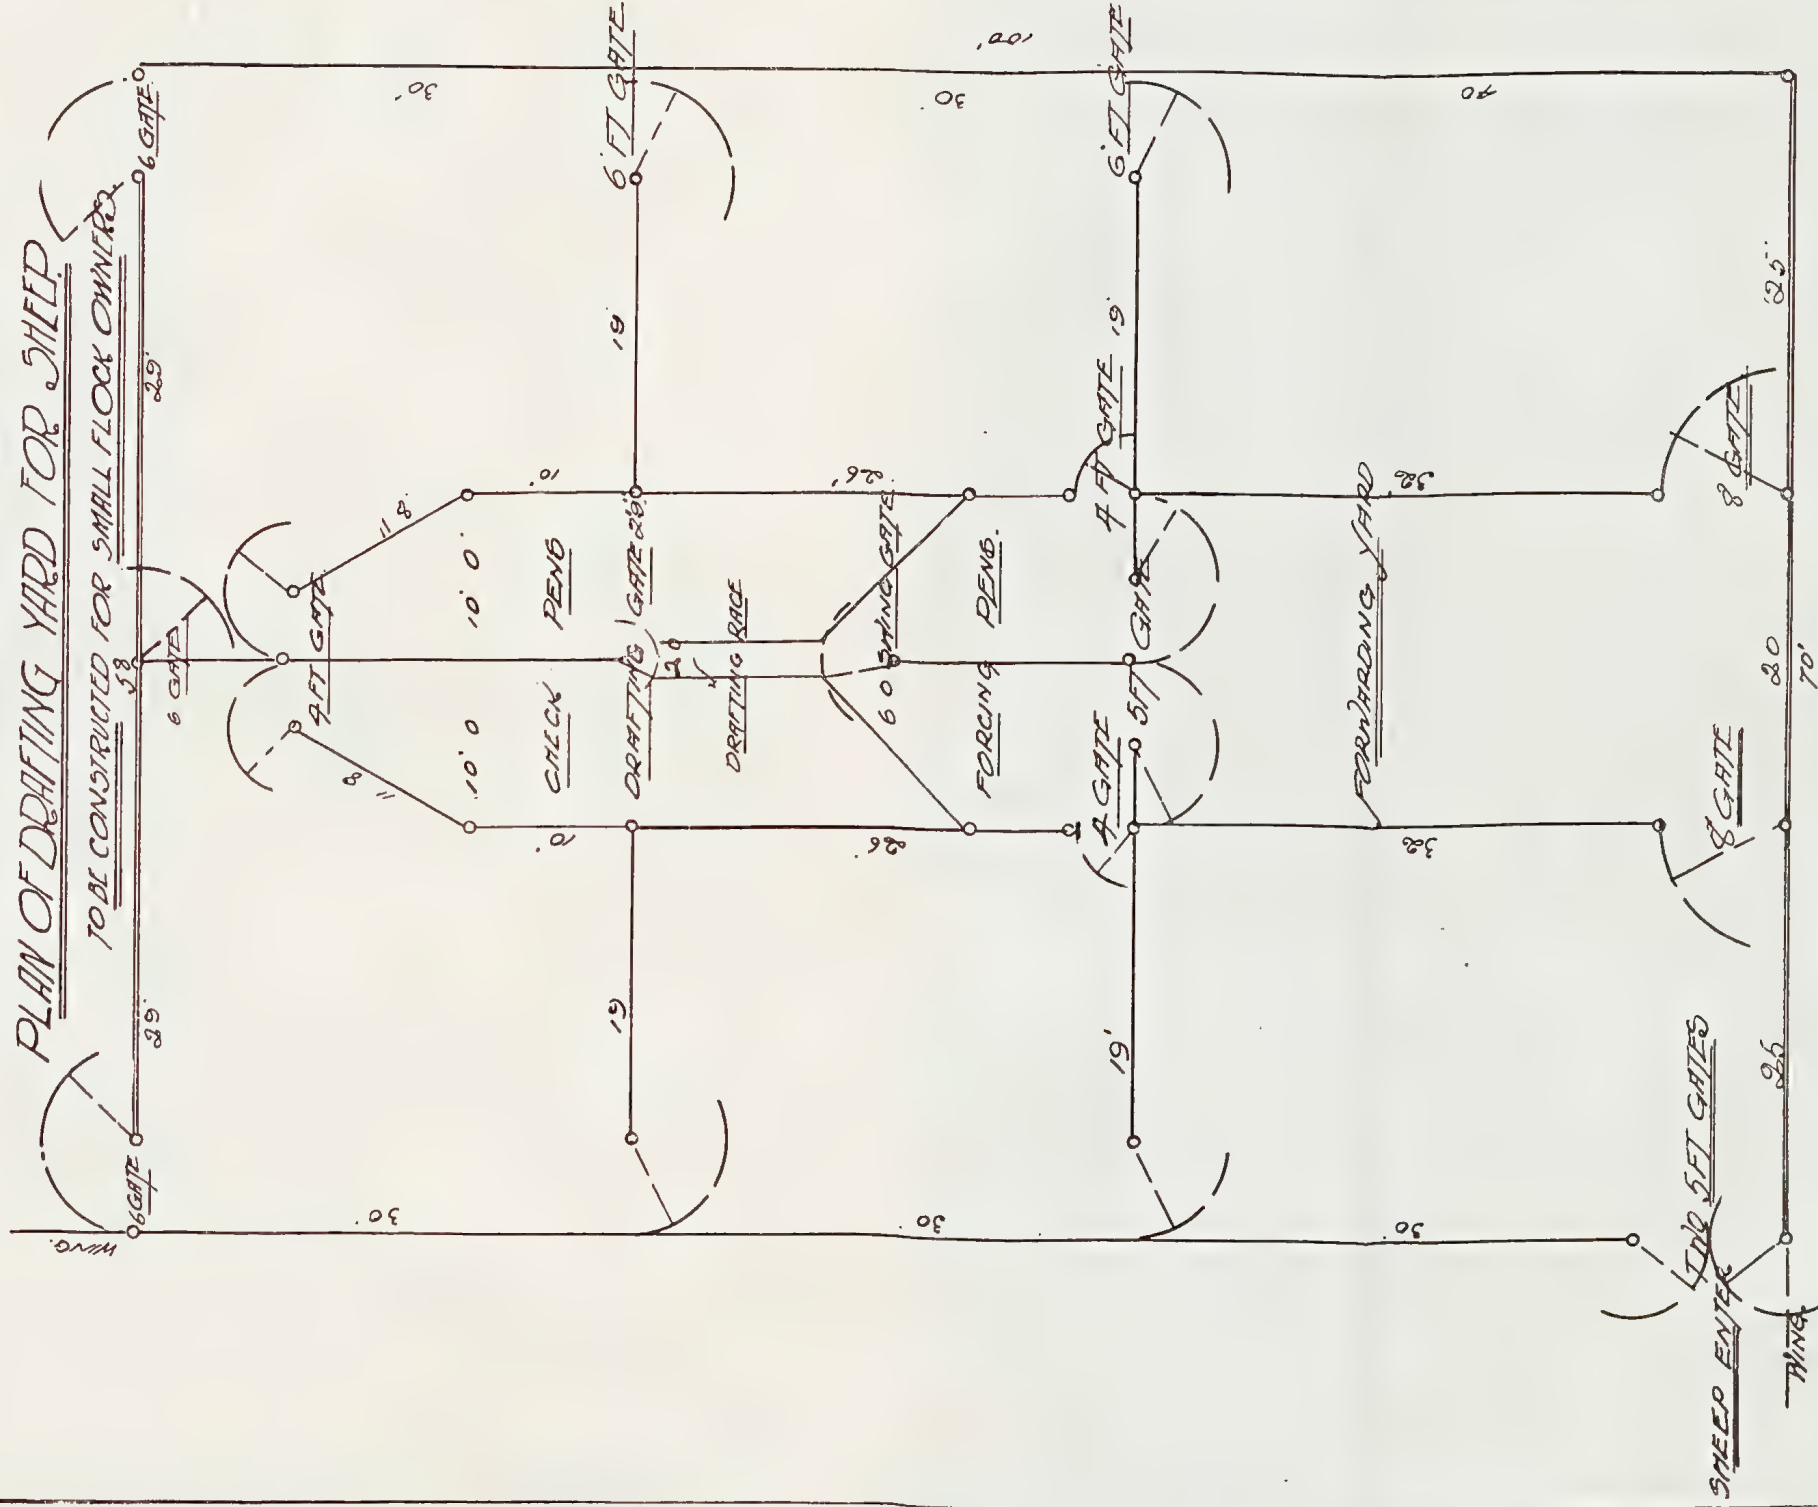 PLAN OF DRAFTING YARD FOR SHEEP
TO BE CONSTRUCTED FOR SMALL FLOCK OWNERS.
WING.
6 GATE
29'
58
29'
6 GATE
6 GATE
4 FT GATE
30'
11 8
11 8
30'
10'
10' 0
10' 0"
10'
CHECK PENS
19
DRAFTING GATE 29'
19'
6 FT GATE
2 0
DRAFTING RACE
100'
30
26'
6 0 SWING GATE
26'
30'
FORCING PENS.
19'
4 GATE
5 FT GATE
4 FT GATE
19'
6 FT GATE
FORWARDING YARD
30'
32
32'
40
TWO 5 FT GATES
8 GATE
8 GATE
SHEEP ENTER
WING.
25
20
25'
70'